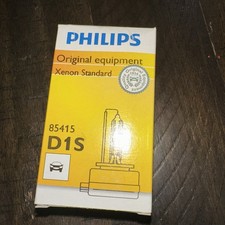 PHILIPS
Original equipment
Xenon Standard
85415
D1S